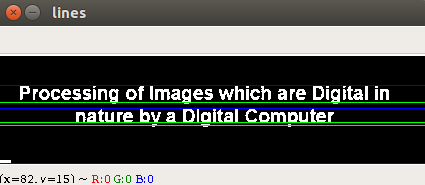 lines
Processing of Images which are Digital in
nature by a Digital Computer
(x=82, y=15) ~ R:0 G:0 B:0